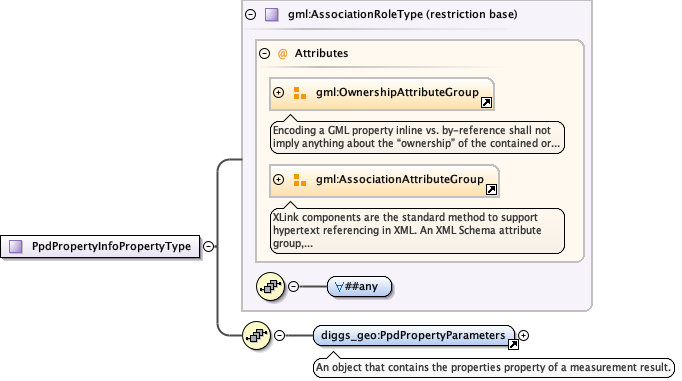 gml:AssociationRoleType (restriction base)
@ Attributes
gml:OwnershipAttributeGroup
Encoding a GML property inline vs. by-reference shall not
imply anything about the “ownership” of the contained or...
gml:AssociationAttributeGroup
XLink components are the standard method to support
hypertext referencing in XML. An XML Schema attribute
group,...
PpdPropertyInfoPropertyType
∀##any
diggs_geo:PpdPropertyParameters
An object that contains the properties property of a measurement result.